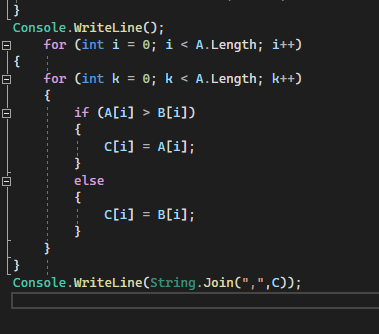 }
Console.WriteLine();
    for (int i = 0; i < A.Length; i++)
{
    for (int k = 0; k < A.Length; k++)
    {
        if (A[i] > B[i])
        {
            C[i] = A[i];
        }
        else
        {
            C[i] = B[i];
        }
    }
}
Console.WriteLine(String.Join(",",C));